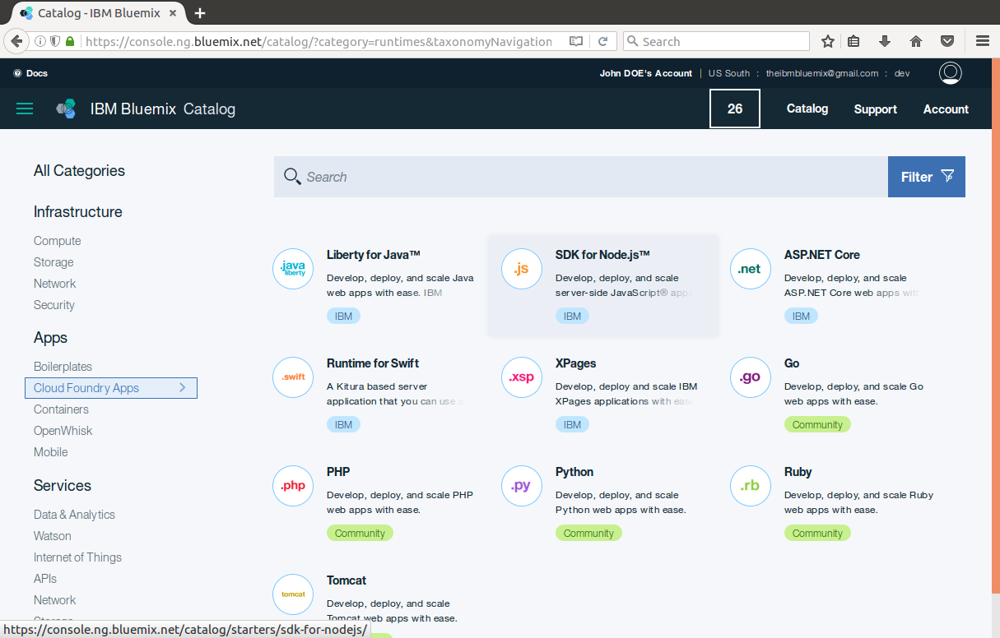 Catalog - IBM Bluemix
https://console.ng.bluemix.net/catalog/?category=runtimes&taxonomyNavigation
Search
Docs
John DOE's Account | US South : theibmbluemix@gmail.com : dev
IBM Bluemix Catalog
26
Catalog
Support
Account
All Categories
Infrastructure
Compute
Storage
Network
Security
Apps
Boilerplates
Cloud Foundry Apps
Containers
OpenWhisk
Mobile
Services
Data & Analytics
Watson
Internet of Things
APIs
Network
Storage
Search
Filter
.java
liberty
Liberty for Java™
Develop, deploy, and scale Java
web apps with ease. IBM
IBM
.js
SDK for Node.js™
Develop, deploy, and scale
server-side JavaScript® apps
IBM
.net
ASP.NET Core
Develop, deploy, and scale
ASP.NET Core web apps with
IBM
.swift
Runtime for Swift
A Kitura based server
application that you can use a
IBM
.xsp
XPages
Develop, deploy and scale IBM
XPages applications with ease
IBM
.go
Go
Develop, deploy, and scale Go
web apps with ease.
Community
.php
PHP
Develop, deploy, and scale PHP
web apps with ease.
Community
.py
Python
Develop, deploy, and scale
Python web apps with ease.
Community
.rb
Ruby
Develop, deploy, and scale Ruby
web apps with ease.
Community
tomcat
Tomcat
Develop, deploy, and scale
Tomcat web apps with ease.
https://console.ng.bluemix.net/catalog/starters/sdk-for-nodejs/